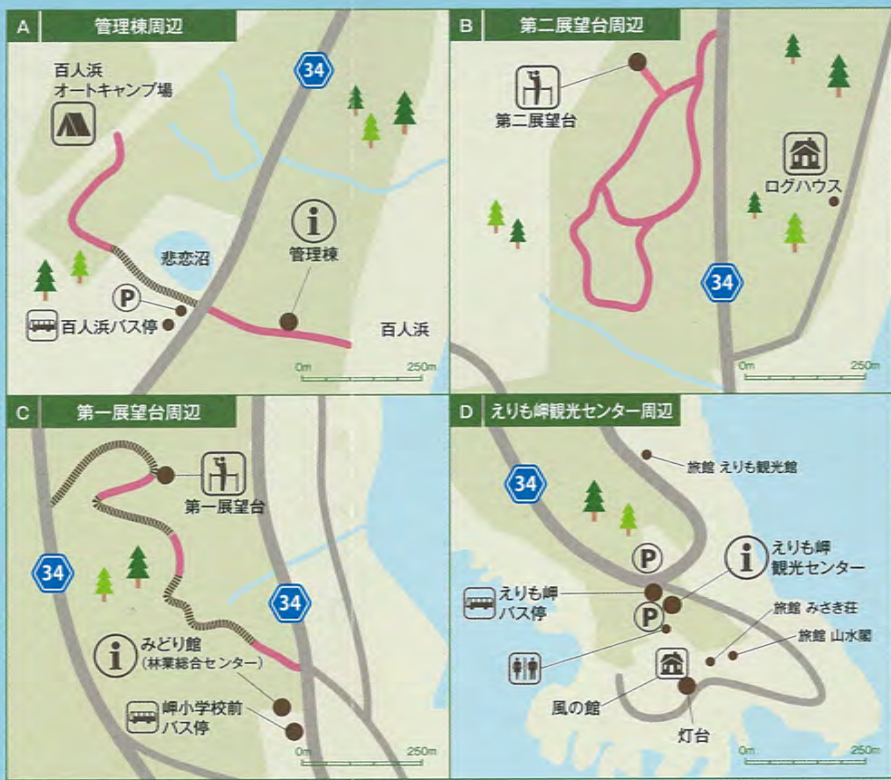 A 管理棟周辺
百人浜
オートキャンプ場
34
悲恋沼
管理棟
P
百人浜バス停
百人浜
0m 250m
B 第二展望台周辺
第二展望台
ログハウス
34
0m 250m
C 第一展望台周辺
第一展望台
34
34
みどり館
(林業総合センター)
岬小学校前
バス停
0m 250m
D えりも岬観光センター周辺
旅館 えりも観光館
34
P
えりも岬
観光センター
えりも岬
バス停
P
旅館 みさき荘
旅館 山水閣
風の館
灯台
0m 250m